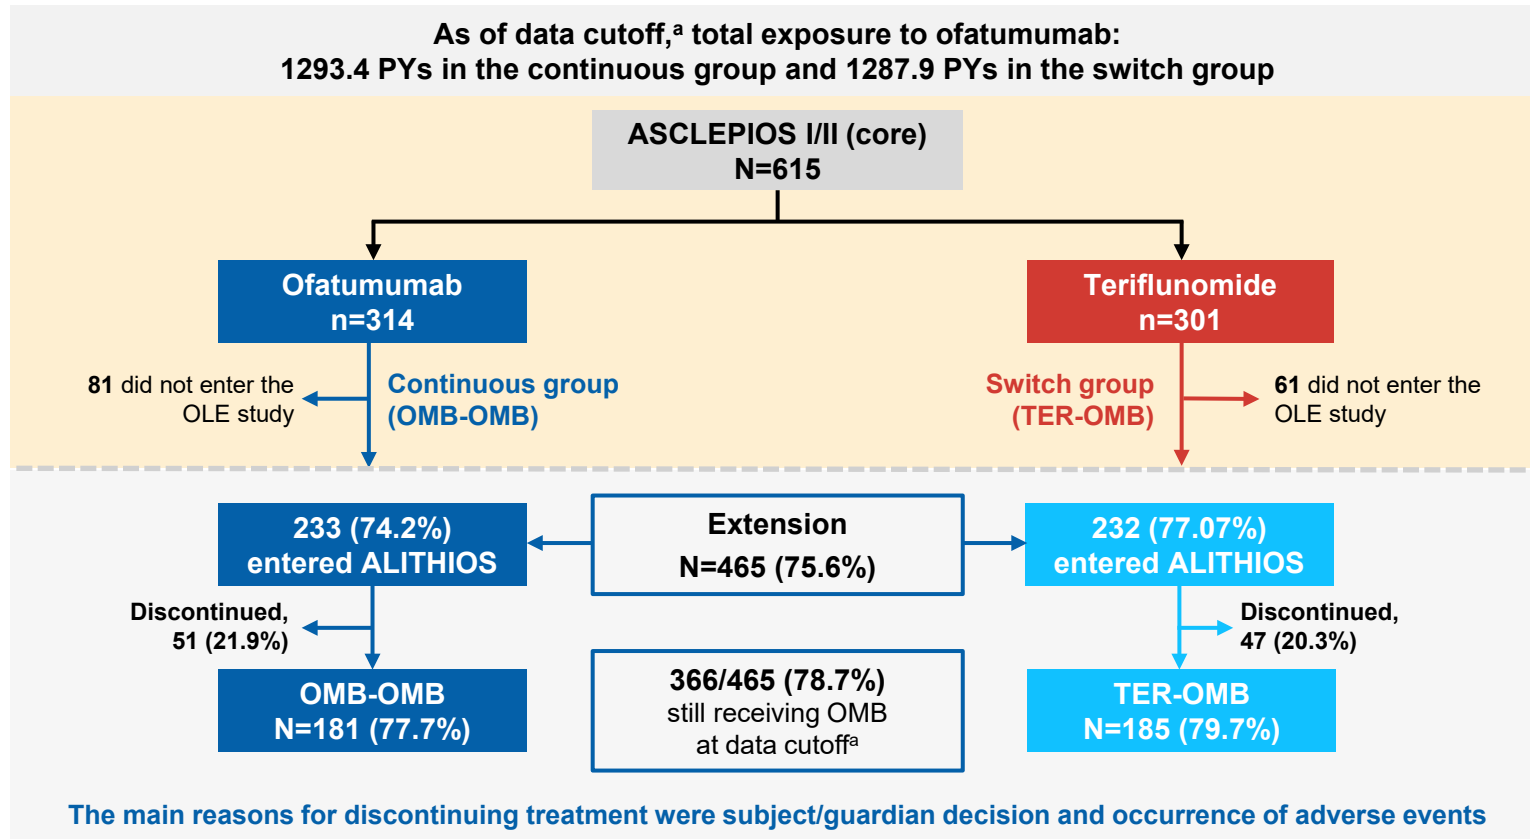 As of data cutoff,ᵃ total exposure to ofatumumab:
1293.4 PYs in the continuous group and 1287.9 PYs in the switch group
ASCLEPIOS I/II (core)
N=615
Ofatumumab
n=314
Teriflunomide
n=301
81 did not enter the
OLE study
Continuous group
(OMB-OMB)
Switch group
(TER-OMB)
61 did not enter the
OLE study
233 (74.2%)
entered ALITHIOS
Extension
N=465 (75.6%)
232 (77.07%)
entered ALITHIOS
Discontinued,
51 (21.9%)
Discontinued,
47 (20.3%)
OMB-OMB
N=181 (77.7%)
366/465 (78.7%)
still receiving OMB
at data cutoffᵃ
TER-OMB
N=185 (79.7%)
The main reasons for discontinuing treatment were subject/guardian decision and occurrence of adverse events